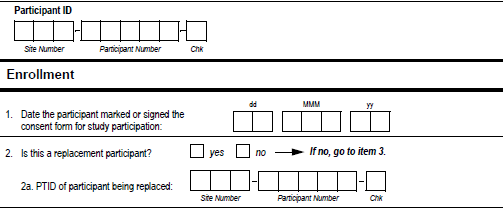 Participant ID
- -
Site Number Participant Number Chk
Enrollment
dd MMM yy
1. Date the participant marked or signed the
consent form for study participation:
2. Is this a replacement participant? yes no If no, go to item 3.
2a. PTID of participant being replaced: - -
Site Number Participant Number Chk